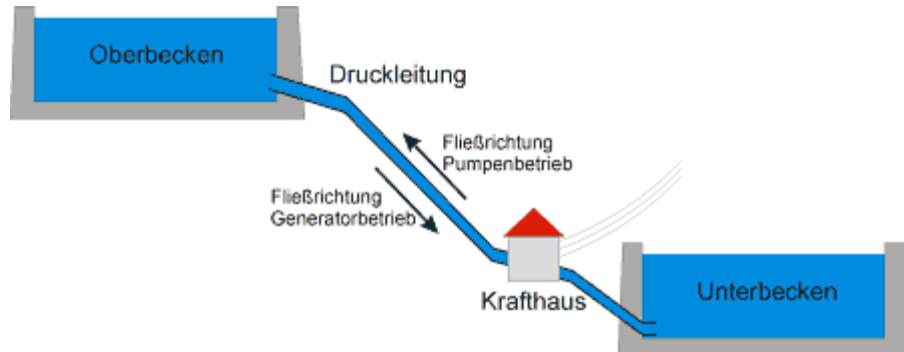 Oberbecken
Druckleitung
Fließrichtung
Pumpenbetrieb
Fließrichtung
Generatorbetrieb
Krafthaus
Unterbecken